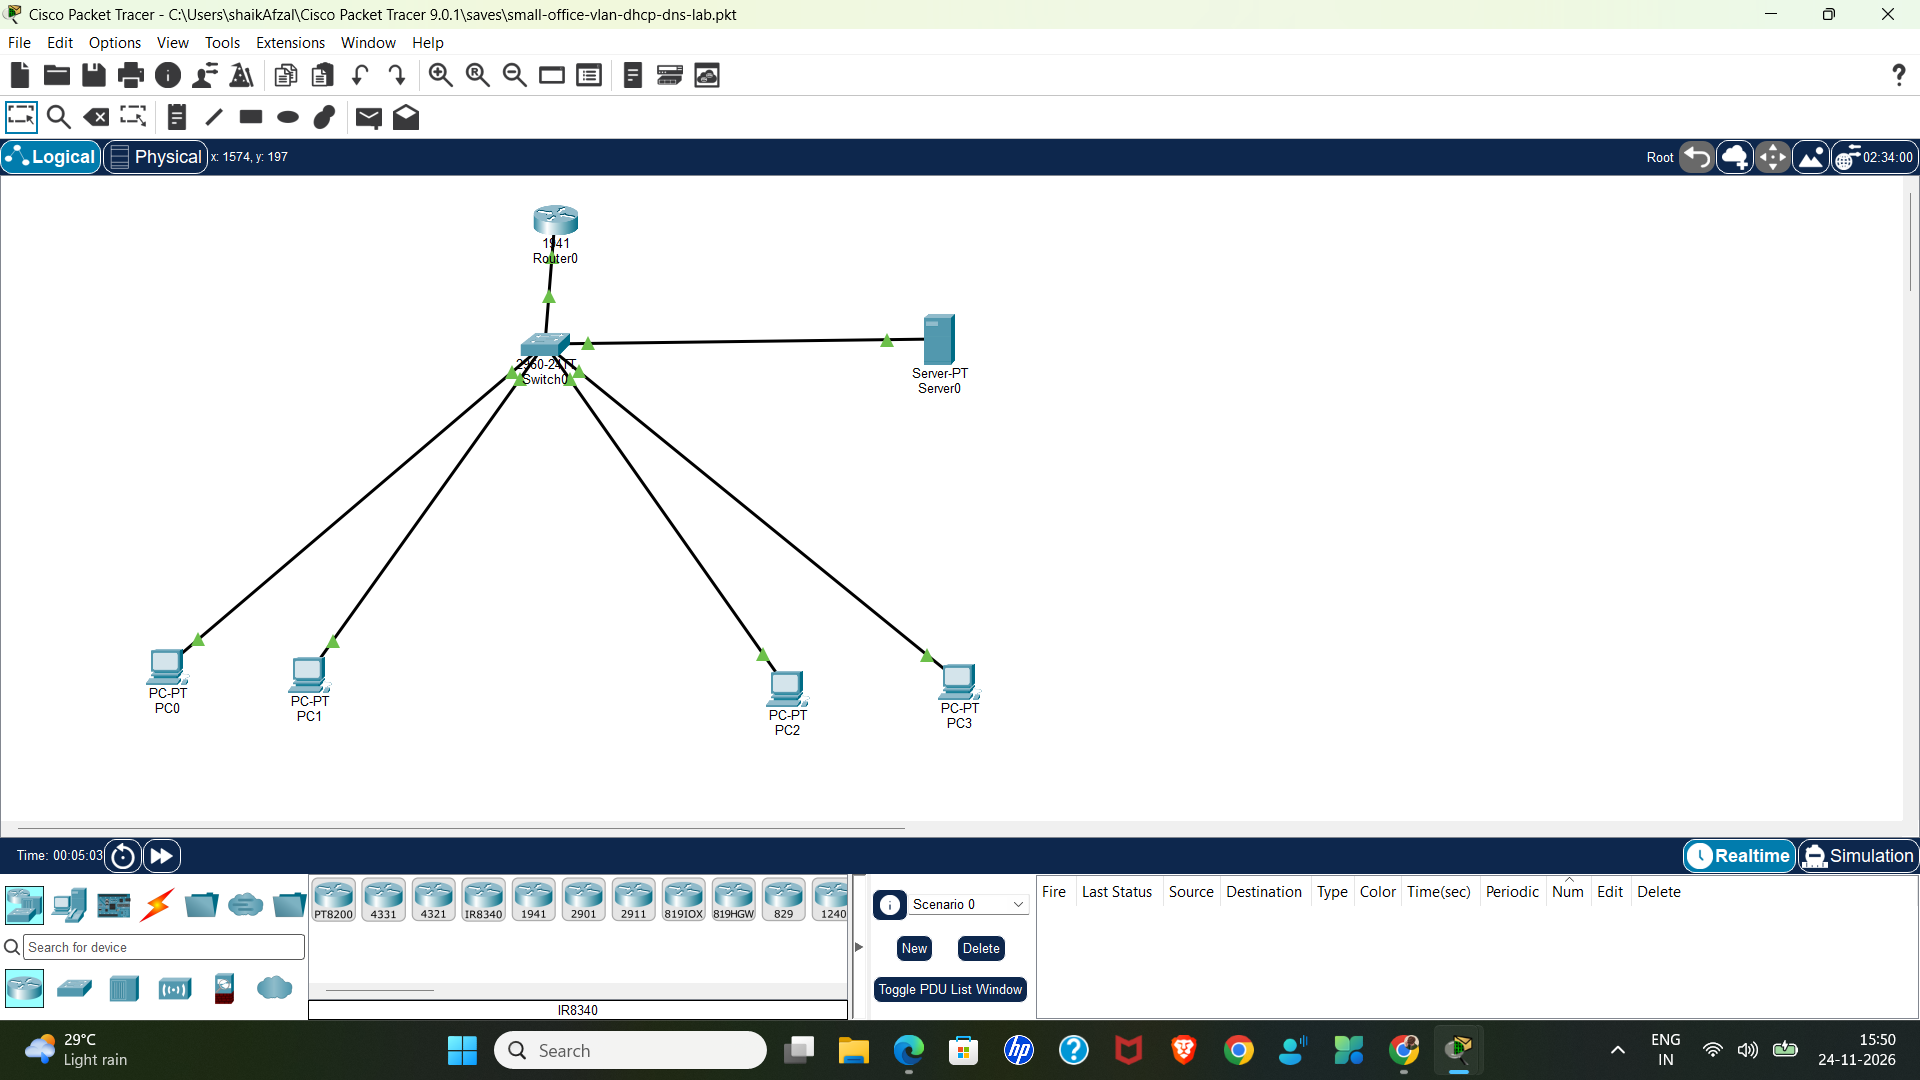 Cisco Packet Tracer - C:\Users\shaikAfzal\Cisco Packet Tracer 9.0.1\saves\small-office-vlan-dhcp-dns-lab.pkt
File Edit Options View Tools Extensions Window Help
?
Logical Physical x: 1574, y: 197 Root 02:34:00
1941
Router0
2960-24TT
Switch0
Server-PT
Server0
PC-PT
PC0
PC-PT
PC1
PC-PT
PC2
PC-PT
PC3
Time: 00:05:03 Realtime Simulation
PT8200 4331 4321 IR8340 1941 2901 2911 819IOX 819HGW 829 1240
Search for device
IR8340
Scenario 0
New Delete
Toggle PDU List Window
Fire Last Status Source Destination Type Color Time(sec) Periodic Num Edit Delete
29°C
Light rain
Search
hp
ENG
IN
15:50
24-11-2026